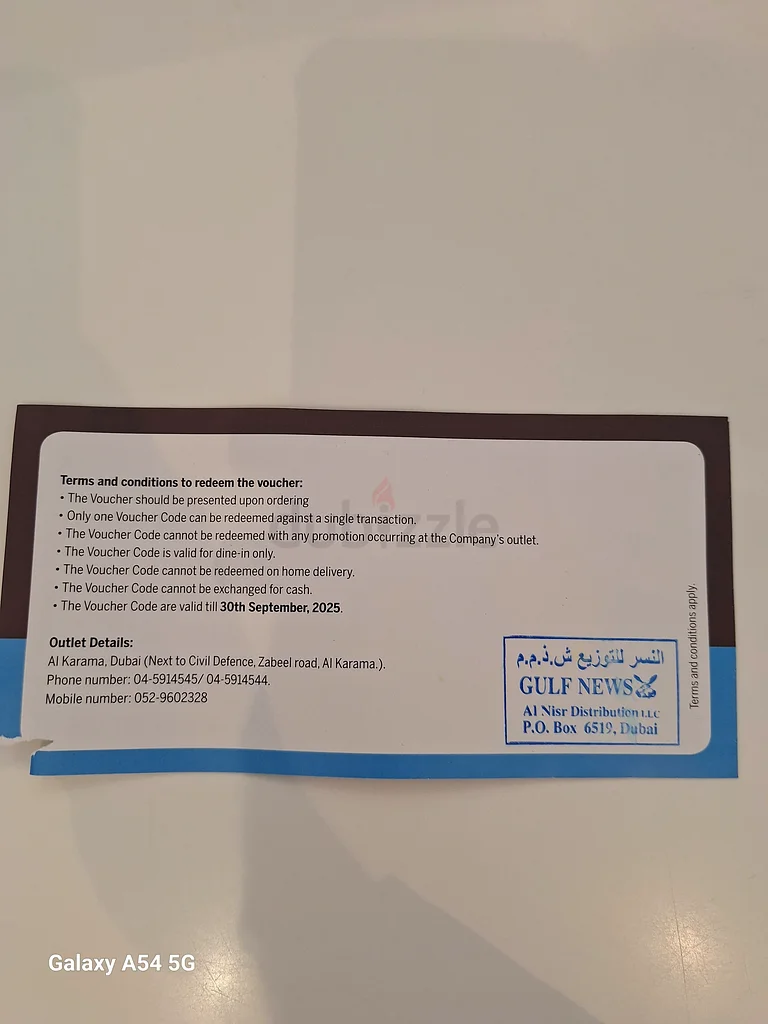 Terms and conditions to redeem the voucher:
• The Voucher should be presented upon ordering
• Only one Voucher Code can be redeemed against a single transaction.
• The Voucher Code cannot be redeemed with any promotion occurring at the Company's outlet.
• The Voucher Code is valid for dine-in only.
• The Voucher Code cannot be redeemed on home delivery.
• The Voucher Code cannot be exchanged for cash.
• The Voucher Code are valid till 30th September, 2025.
Outlet Details:
Al Karama, Dubai (Next to Civil Defence, Zabeel road, Al Karama.).
Phone number: 04-5914545/ 04-5914544.
Mobile number: 052-9602328
النسر للتوزيع ش.ذ.م.م
GULF NEWS
Al Nisr Distribution LLC
P.O. Box 6519, Dubai
Terms and conditions apply.
dubizzle
Galaxy A54 5G